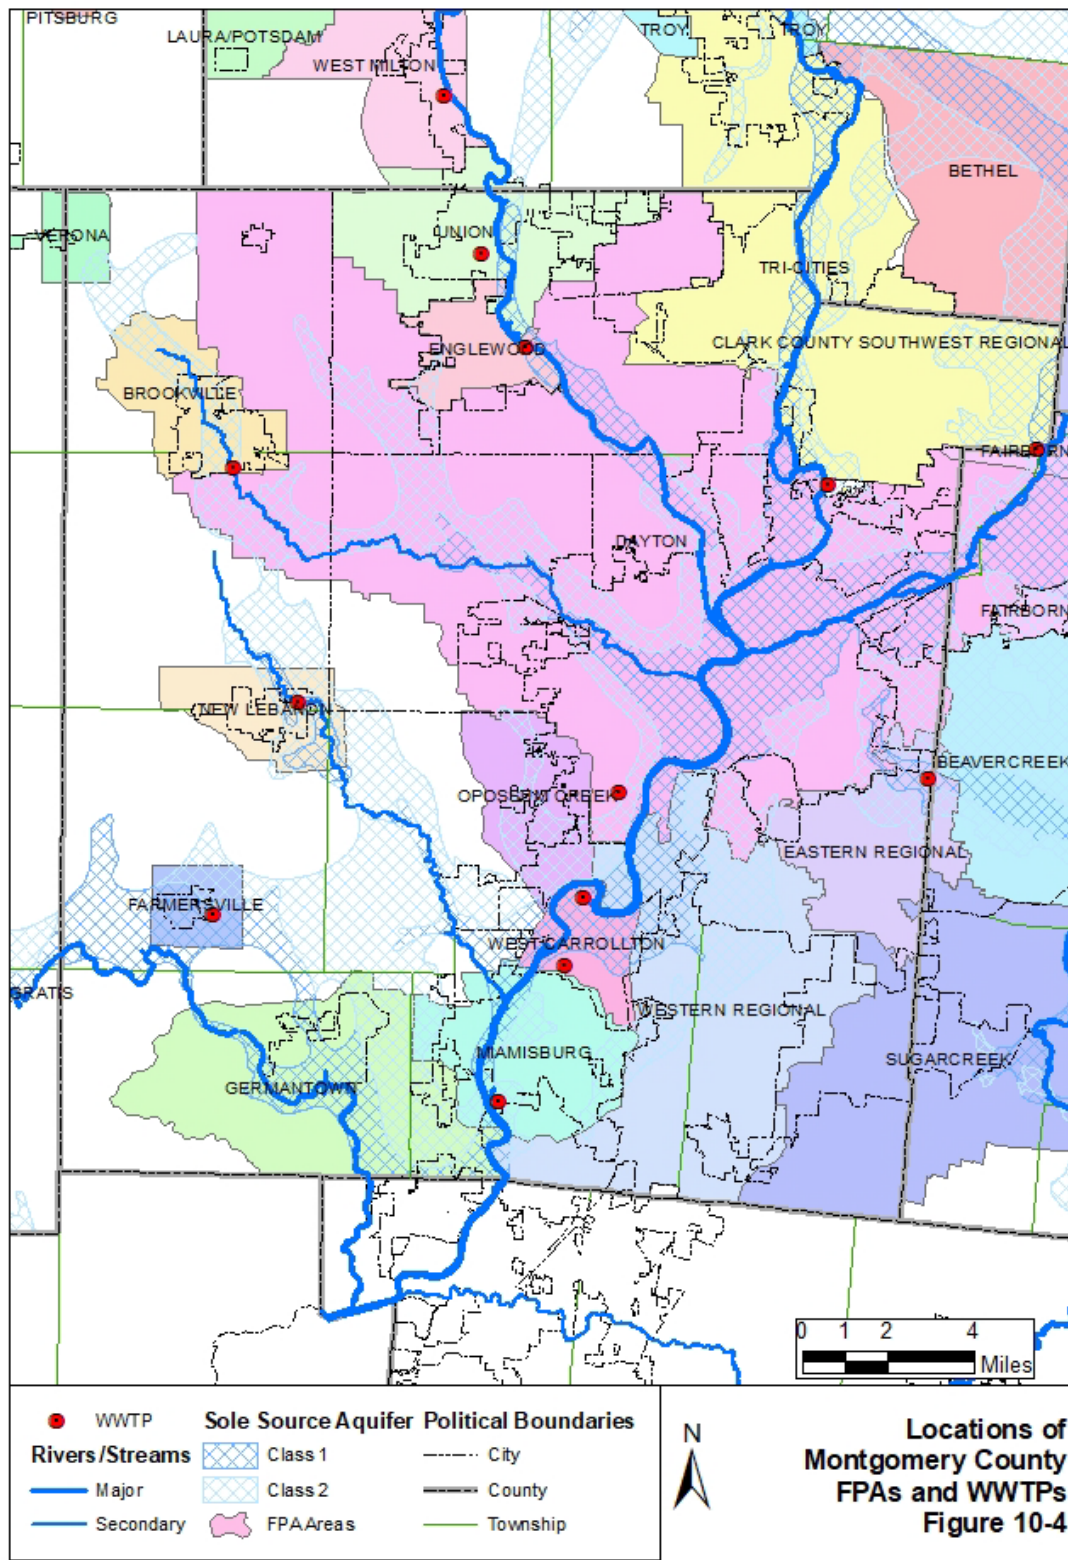 PITSBURG
LAURA/POTSDAM
TROY
TROY
WEST MILTON
BETHEL
VERONA
UNION
TRI-CITIES
ENGLEWOOD
CLARK COUNTY SOUTHWEST REGIONAL
BROOKVILLE
FAIRBORN
DAYTON
FAIRBORN
NEW LEBANON
BEAVERCREEK
OPOSSUM CREEK
EASTERN REGIONAL
FARMERSVILLE
WEST CARROLLTON
GRATIS
WESTERN REGIONAL
MIAMISBURG
SUGARCREEK
GERMANTOWN
0 1 2 4
Miles
WWTP
Rivers/Streams
Major
Secondary
Sole Source Aquifer
Class 1
Class 2
FPA Areas
Political Boundaries
City
County
Township
N
Locations of
Montgomery County
FPAs and WWTPs
Figure 10-4